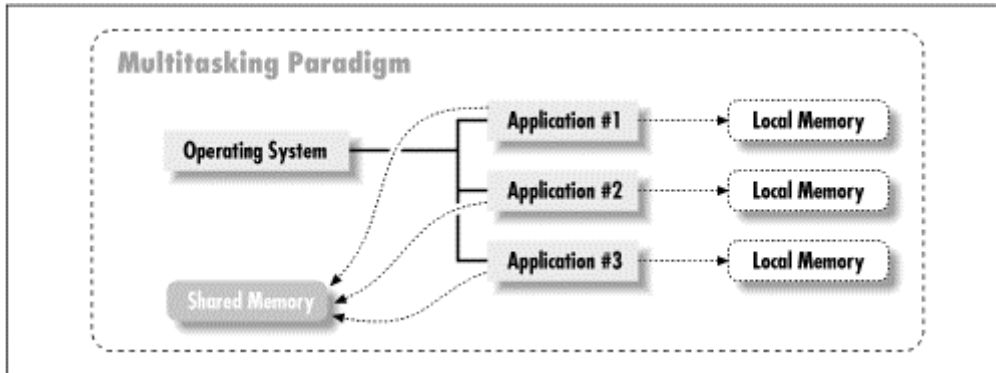 Multitasking Paradigm
Application #1
Local Memory
Operating System
Application #2
Local Memory
Application #3
Local Memory
Shared Memory